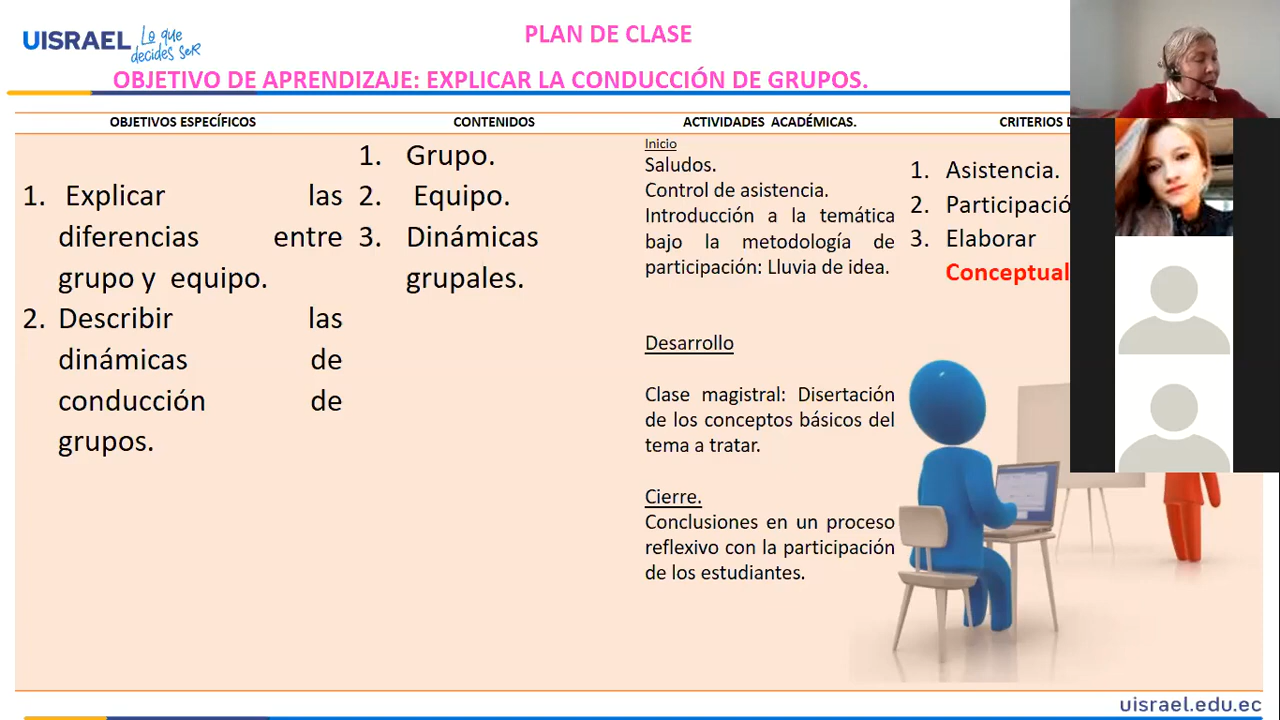 UISRAEL Lo que decides seR
PLAN DE CLASE
OBJETIVO DE APRENDIZAJE: EXPLICAR LA CONDUCCIÓN DE GRUPOS.
OBJETIVOS ESPECÍFICOS
1. Explicar las
diferencias entre
grupo y equipo.
2. Describir las
dinámicas de
conducción de
grupos.
CONTENIDOS
1. Grupo.
2. Equipo.
3. Dinámicas
grupales.
ACTIVIDADES ACADÉMICAS.
Inicio
Saludos.
Control de asistencia.
Introducción a la temática
bajo la metodología de
participación: Lluvia de idea.
Desarrollo
Clase magistral: Disertación
de los conceptos básicos del
tema a tratar.
Cierre.
Conclusiones en un proceso
reflexivo con la participación
de los estudiantes.
CRITERIOS D
1. Asistencia.
2. Participació
3. Elaborar
Conceptual
uisrael.edu.ec